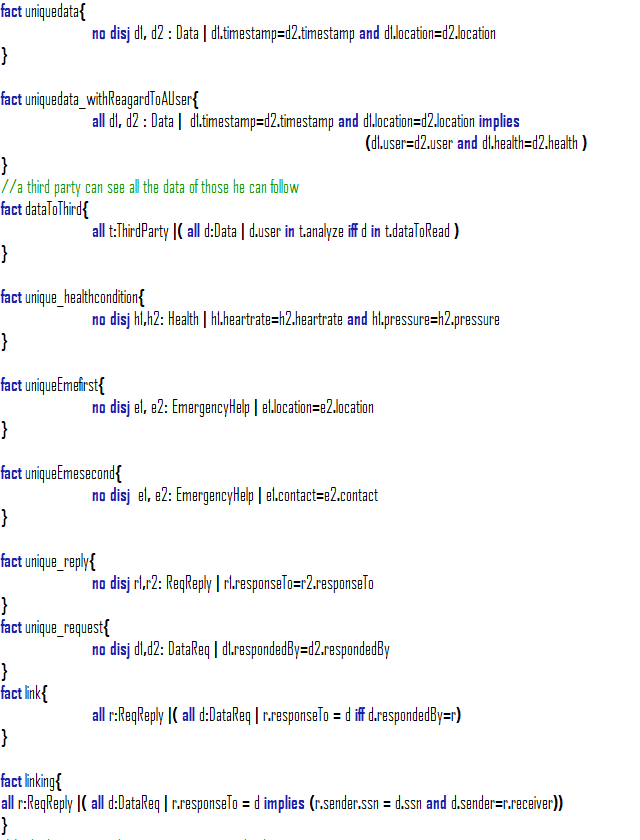 fact uniquedata{
no disj d1, d2 : Data | d1.timestamp=d2.timestamp and d1.location=d2.location
}
fact uniquedata_withReagardToAUser{
all d1, d2 : Data | d1.timestamp=d2.timestamp and d1.location=d2.location implies
(d1.user=d2.user and d1.health=d2.health )
}
//a third party can see all the data of those he can follow
fact dataToThird{
all t:ThirdParty |( all d:Data | d.user in t.analyze iff d in t.dataToRead )
}
fact unique_healthcondition{
no disj h1,h2: Health | h1.heartrate=h2.heartrate and h1.pressure=h2.pressure
}
fact uniqueEmefirst{
no disj e1, e2: EmergencyHelp | e1.location=e2.location
}
fact uniqueEmesecond{
no disj e1, e2: EmergencyHelp | e1.contact=e2.contact
}
fact unique_reply{
no disj r1,r2: ReqReply | r1.responseTo=r2.responseTo
}
fact unique_request{
no disj d1,d2: DataReq | d1.respondedBy=d2.respondedBy
}
fact link{
all r:ReqReply |( all d:DataReq | r.responseTo = d iff d.respondedBy=r)
}
fact linking{
all r:ReqReply |( all d:DataReq | r.responseTo = d implies (r.sender.ssn = d.ssn and d.sender=r.receiver))
}